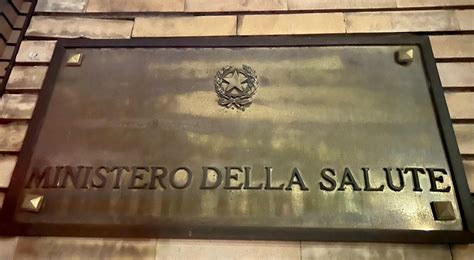 MINISTERO DELLA SALUTE